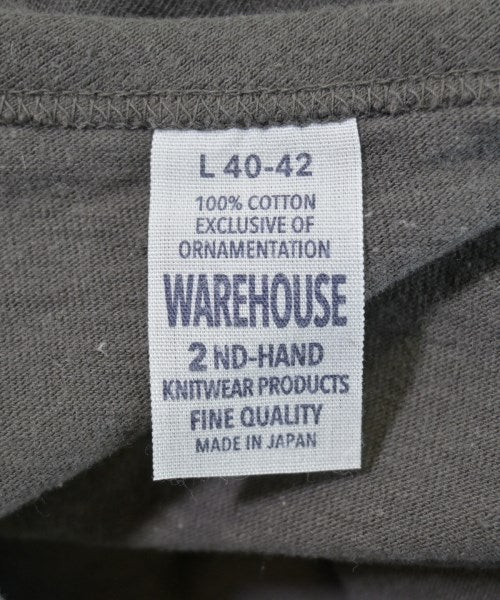 L 40-42
100% COTTON
EXCLUSIVE OF
ORNAMENTATION
WAREHOUSE
2 ND-HAND
KNITWEAR PRODUCTS
FINE QUALITY
MADE IN JAPAN